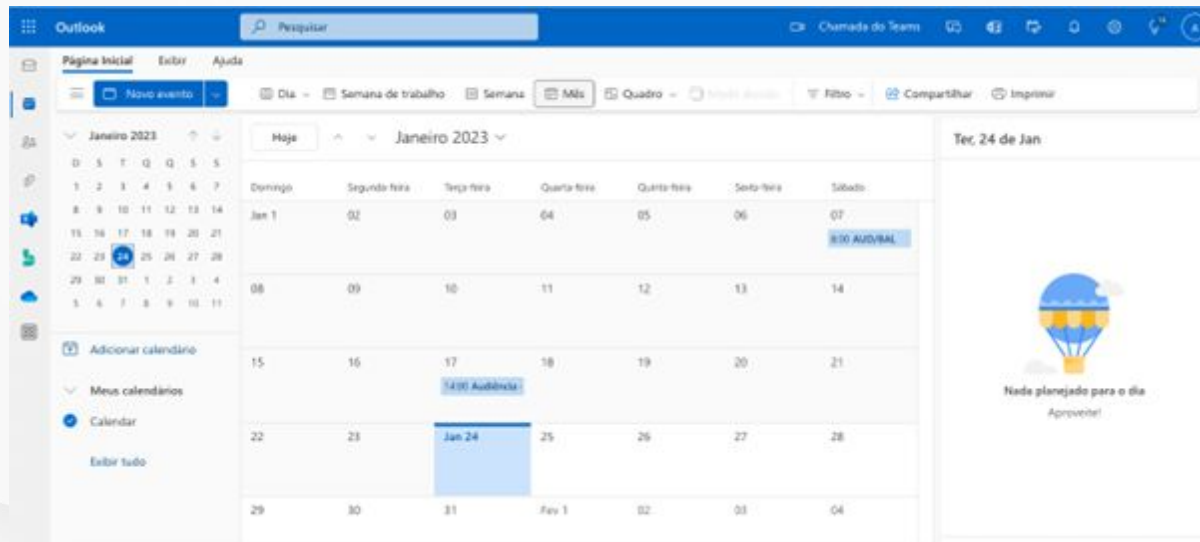 Outlook
Pesquisar
Chamada do Teams
Página Inicial Exibir Ajuda
Novo evento
Dia Semana de trabalho Semana Mês Quadro Filtro Compartilhar Imprimir
Janeiro 2023
D S T Q Q S S
1 2 3 4 5 6 7
8 9 10 11 12 13 14
15 16 17 18 19 20 21
22 23 24 25 26 27 28
29 30 31 1 2 3 4
5 6 7 8 9 10 11
Adicionar calendário
Meus calendários
Calendar
Exibir tudo
Hoje Janeiro 2023
Domingo Segunda-feira Terça-feira Quarta-feira Quinta-feira Sexta-feira Sábado
Jan 1 02 03 04 05 06 07
8:00 AUD/BAL
08 09 10 11 12 13 14
15 16 17 18 19 20 21
14:00 Audiência
22 23 Jan 24 25 26 27 28
29 30 31 Fev 1 02 03 04
Ter, 24 de Jan
Nada planejado para o dia
Aproveite!